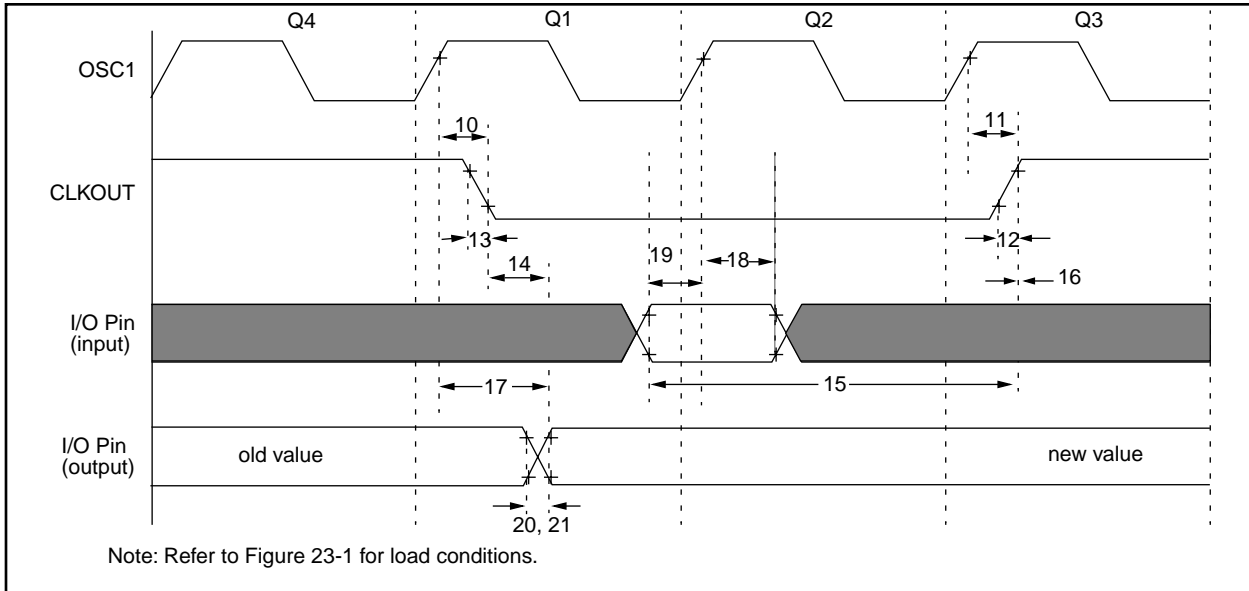 Q4 Q1 Q2 Q3
OSC1
10 11
CLKOUT
13 12
14 19 18
16
I/O Pin
(input)
17 15
I/O Pin
(output)
old value new value
20, 21
Note: Refer to Figure 23-1 for load conditions.